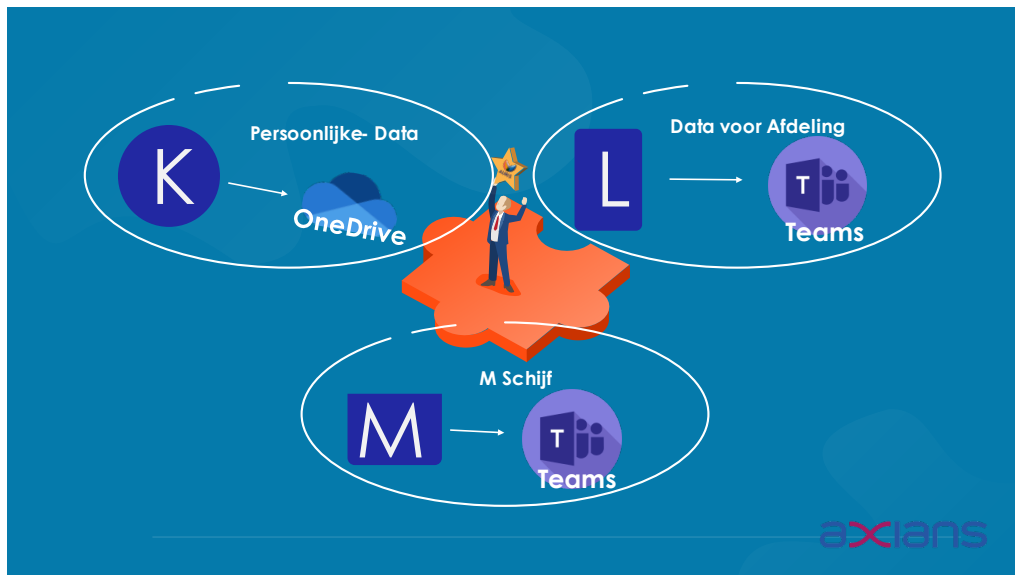 Persoonlijke- Data
K
OneDrive
Data voor Afdeling
L
T
Teams
M Schijf
M
T
Teams
axians